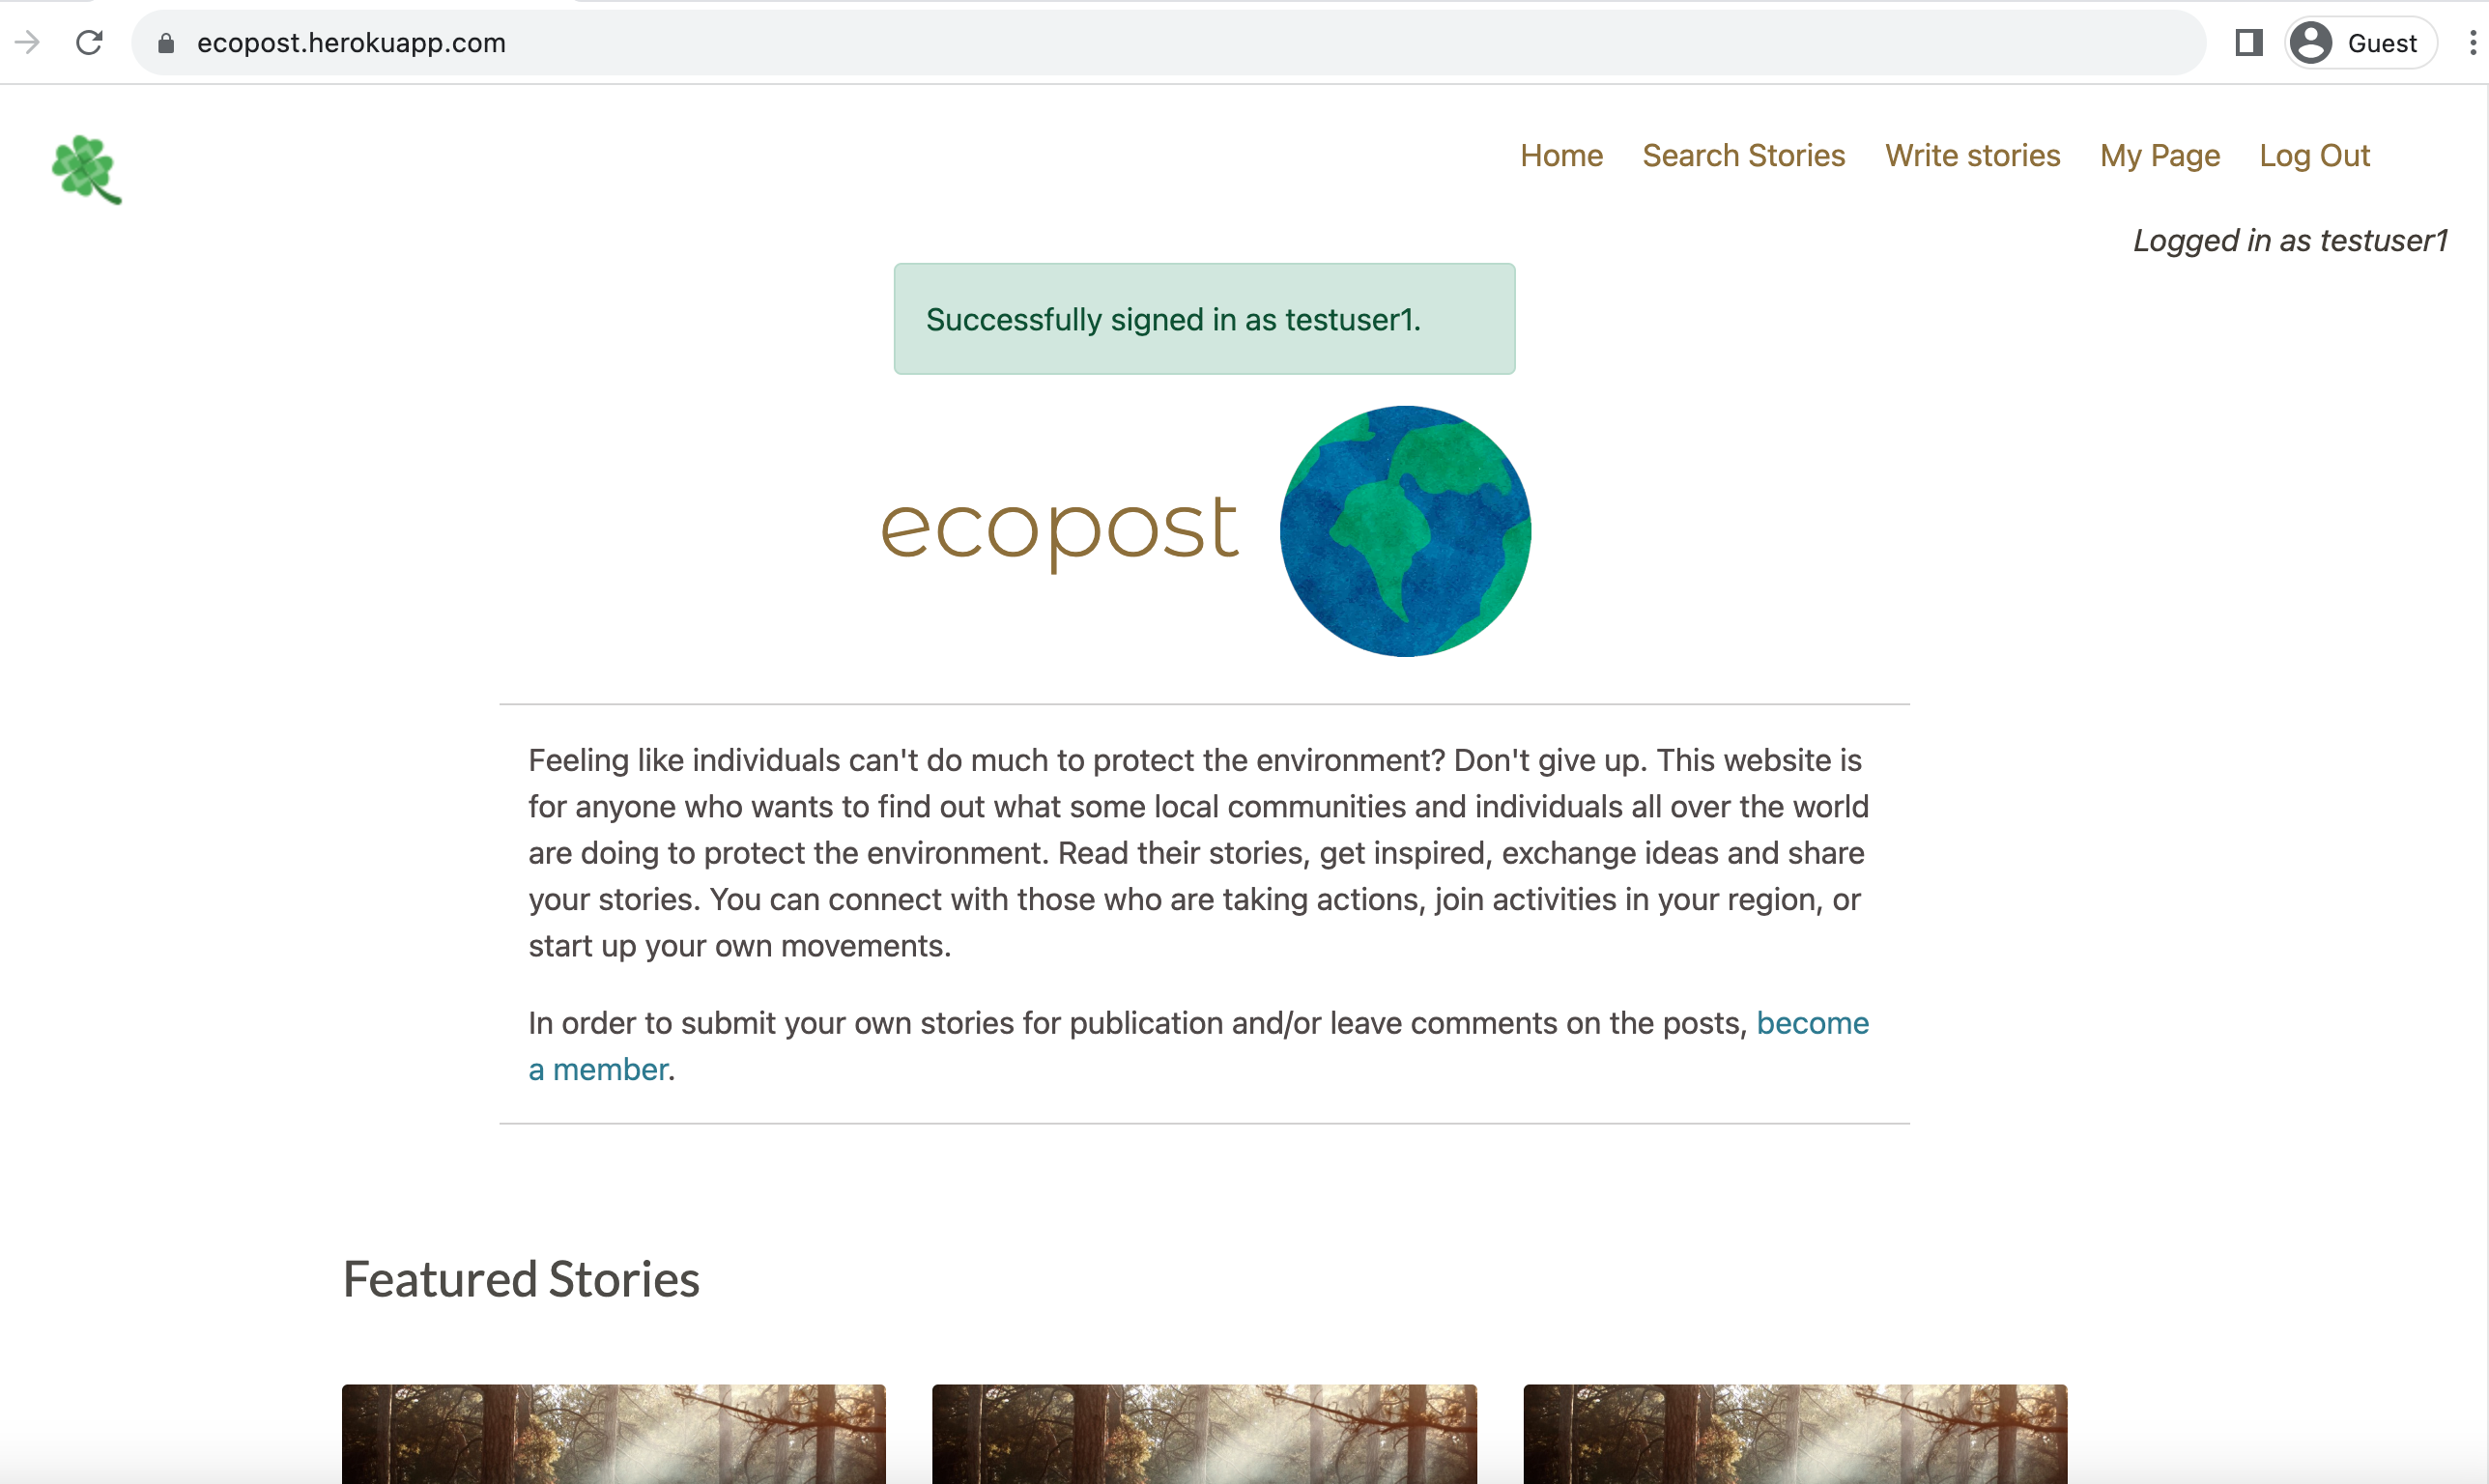 ecopost.herokuapp.com
Guest
Home Search Stories Write stories My Page Log Out
Logged in as testuser1
Successfully signed in as testuser1.
ecopost
Feeling like individuals can't do much to protect the environment? Don't give up. This website is
for anyone who wants to find out what some local communities and individuals all over the world
are doing to protect the environment. Read their stories, get inspired, exchange ideas and share
your stories. You can connect with those who are taking actions, join activities in your region, or
start up your own movements.
In order to submit your own stories for publication and/or leave comments on the posts, become
a member.
Featured Stories